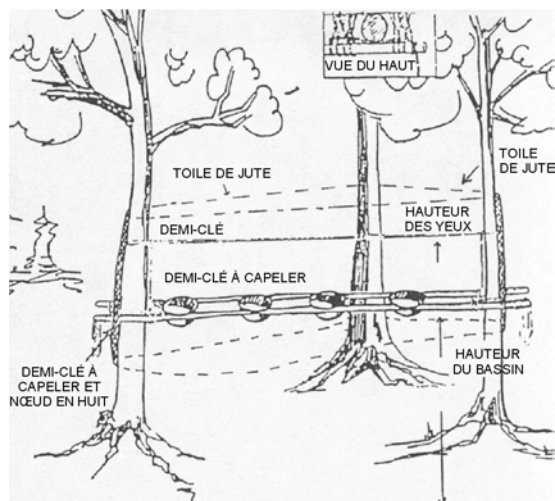 VUE DU HAUT
TOILE DE JUTE
TOILE
DE JUTE
DEMI-CLÉ
HAUTEUR
DES YEUX
DEMI-CLÉ À CAPELER
HAUTEUR
DU BASSIN
DEMI-CLÉ À
CAPELER ET
NŒUD EN HUIT